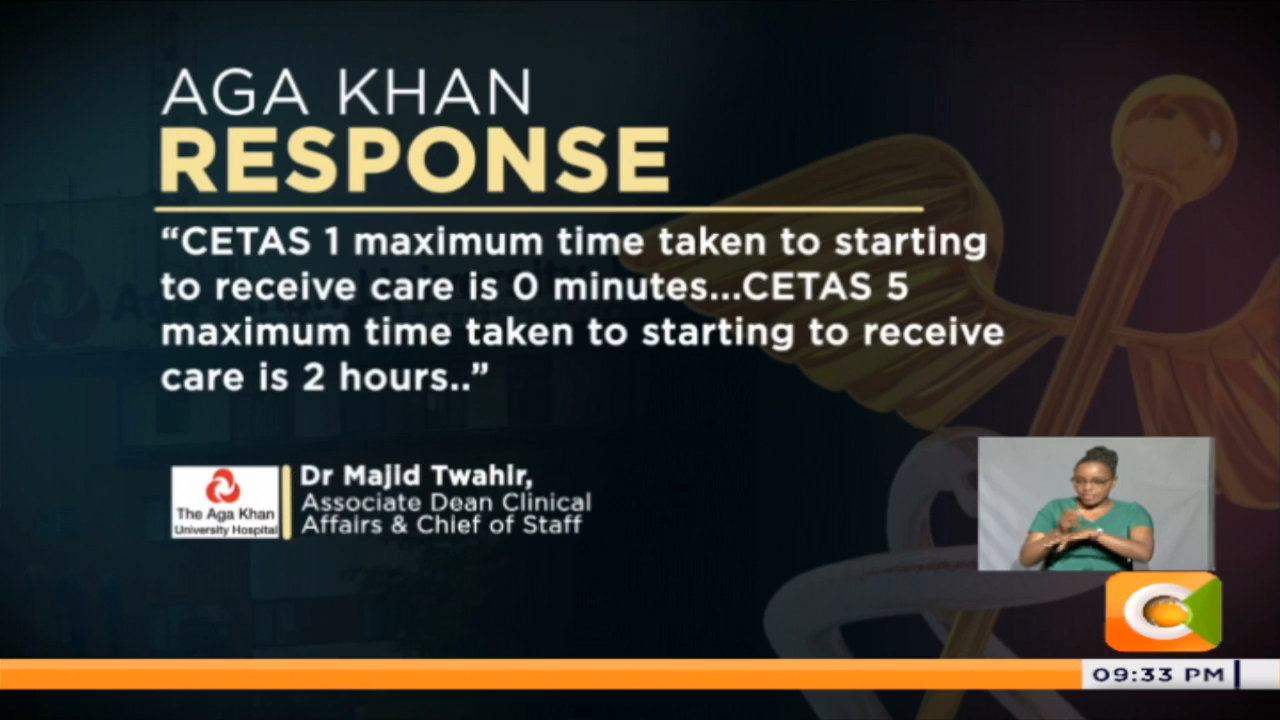 AGA KHAN
RESPONSE
“CETAS 1 maximum time taken to starting
to receive care is 0 minutes...CETAS 5
maximum time taken to starting to receive
care is 2 hours..”
Dr Majid Twahir,
Associate Dean Clinical
Affairs & Chief of Staff
The Aga Khan
University Hospital
09:33 PM